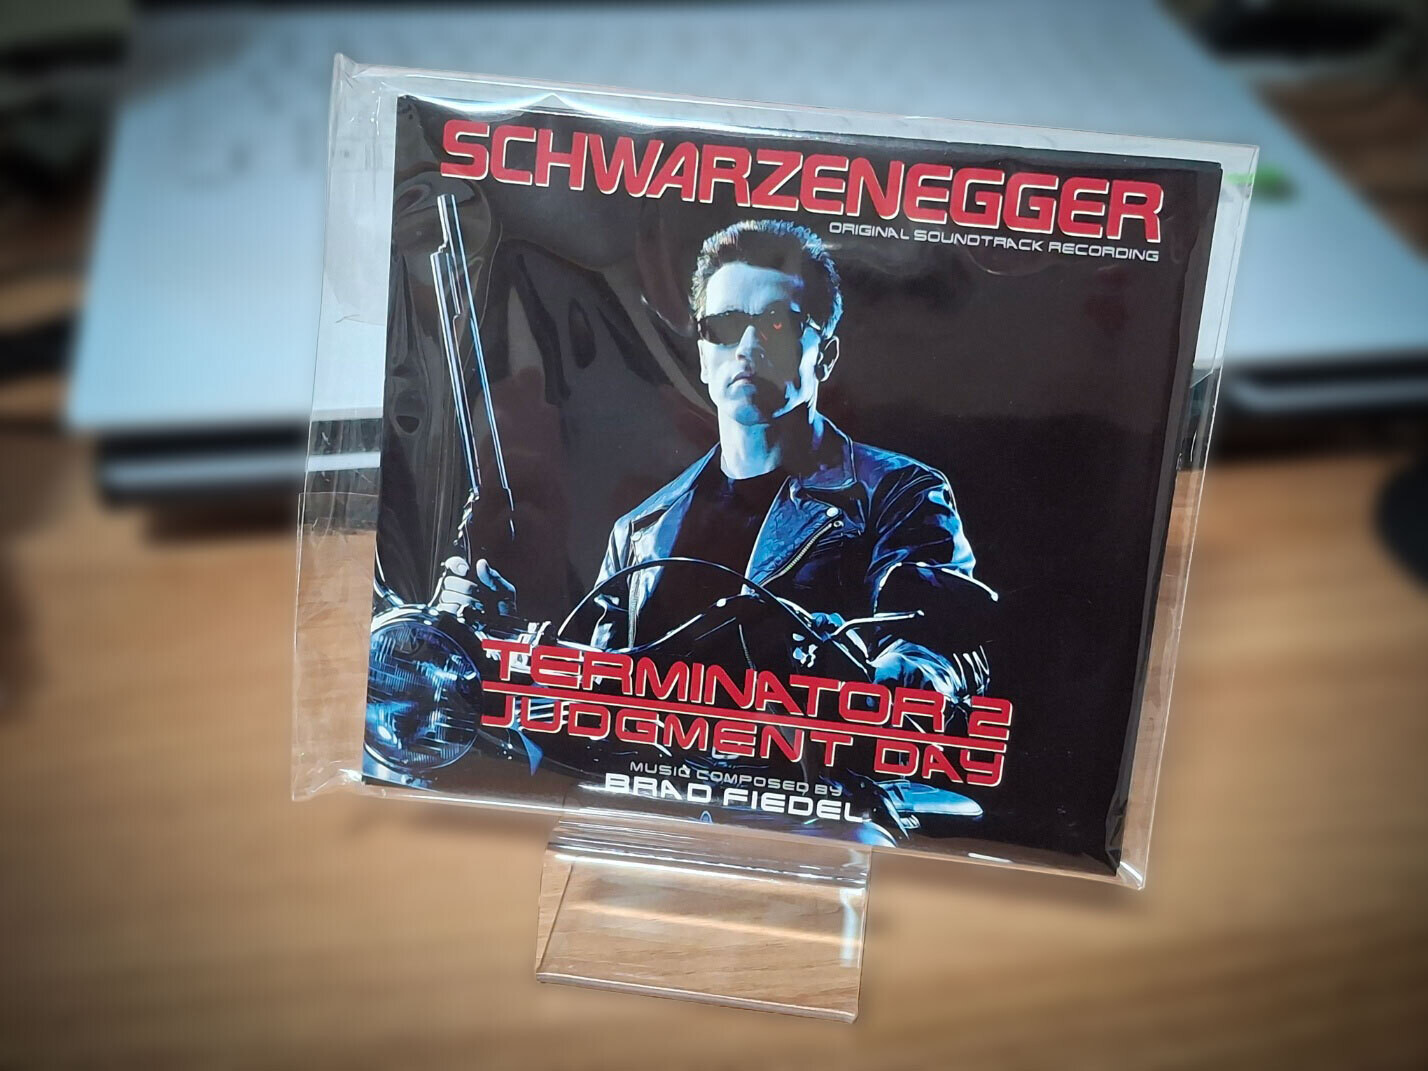 SCHWARZENEGGER
ORIGINAL SOUNDTRACK RECORDING
TERMINATOR 2
JUDGMENT DAY
MUSIC COMPOSED BY
BRAD FIEDEL